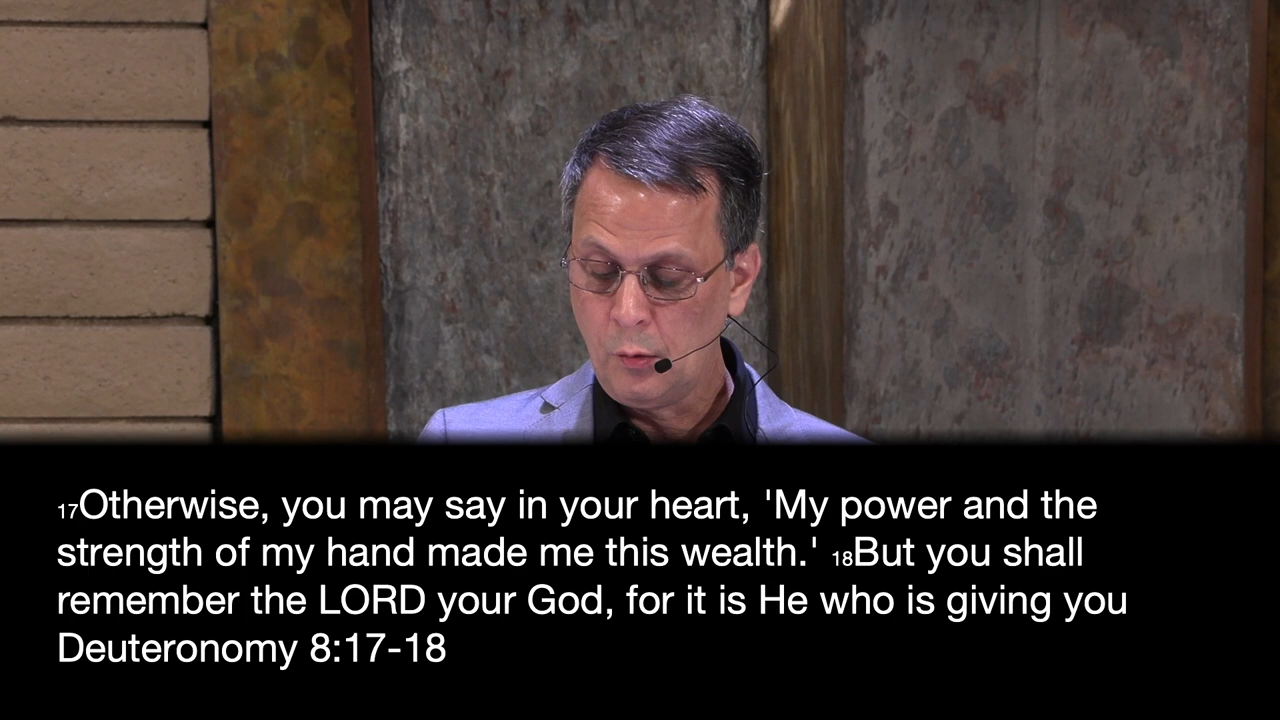 17Otherwise, you may say in your heart, 'My power and the
strength of my hand made me this wealth.' 18But you shall
remember the LORD your God, for it is He who is giving you
Deuteronomy 8:17-18